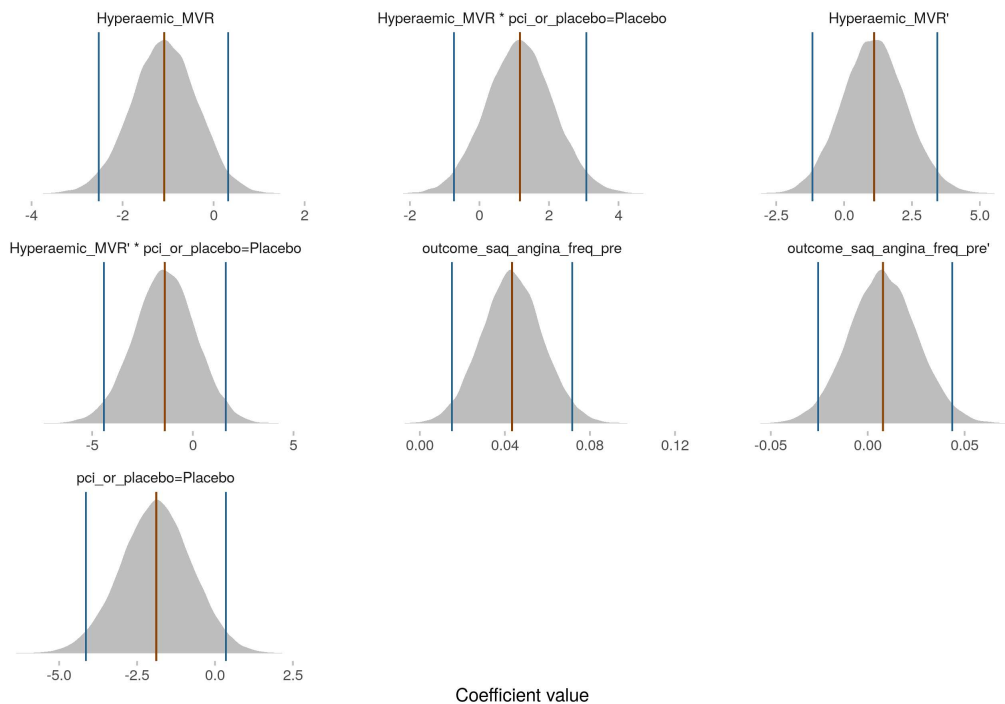 Hyperaemic_MVR
Hyperaemic_MVR * pci_or_placebo=Placebo
Hyperaemic_MVR'
-4 -2 0 2
-2 0 2 4
-2.5 0.0 2.5 5.0
Hyperaemic_MVR' * pci_or_placebo=Placebo
outcome_saq_angina_freq_pre
outcome_saq_angina_freq_pre'
-5 0 5
0.00 0.04 0.08 0.12
-0.05 0.00 0.05
pci_or_placebo=Placebo
-5.0 -2.5 0.0 2.5
Coefficient value